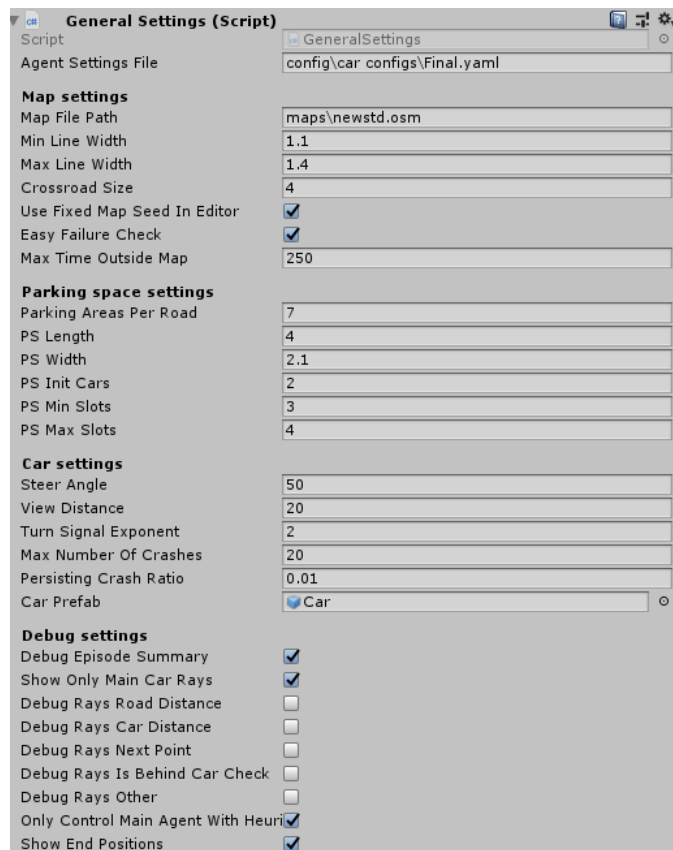 General Settings (Script)
Script GeneralSettings
Agent Settings File config\car configs\Final.yaml
Map settings
Map File Path maps\newstd.osm
Min Line Width 1.1
Max Line Width 1.4
Crossroad Size 4
Use Fixed Map Seed In Editor
Easy Failure Check
Max Time Outside Map 250
Parking space settings
Parking Areas Per Road 7
PS Length 4
PS Width 2.1
PS Init Cars 2
PS Min Slots 3
PS Max Slots 4
Car settings
Steer Angle 50
View Distance 20
Turn Signal Exponent 2
Max Number Of Crashes 20
Persisting Crash Ratio 0.01
Car Prefab Car
Debug settings
Debug Episode Summary
Show Only Main Car Rays
Debug Rays Road Distance
Debug Rays Car Distance
Debug Rays Next Point
Debug Rays Is Behind Car Check
Debug Rays Other
Only Control Main Agent With Heuri
Show End Positions